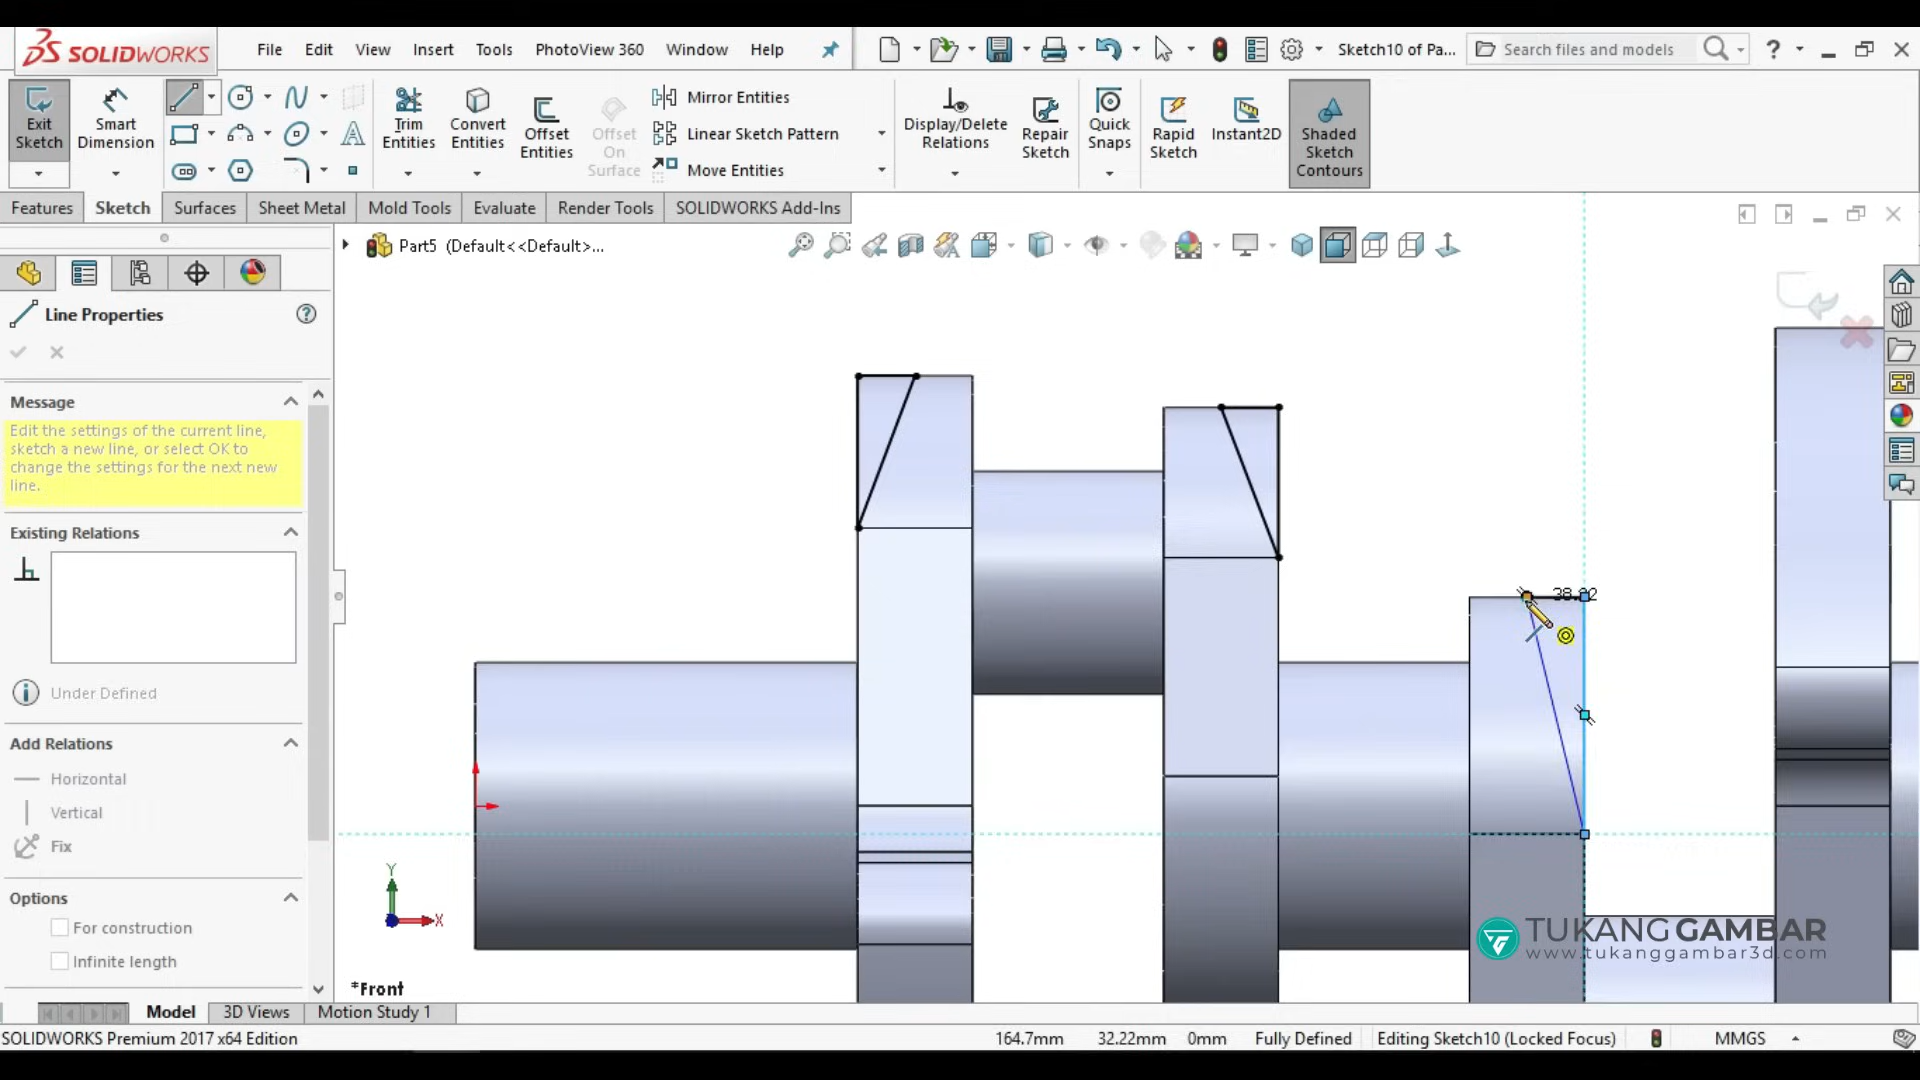 SOLIDWORKS
File Edit View Insert Tools PhotoView 360 Window Help
Sketch10 of Pa...
Search files and models
Exit Sketch
Smart Dimension
Trim Entities
Convert Entities
Offset Entities
Offset On Surface
Mirror Entities
Linear Sketch Pattern
Move Entities
Display/Delete Relations
Repair Sketch
Quick Snaps
Rapid Sketch
Instant2D
Shaded Sketch Contours
Features Sketch Surfaces Sheet Metal Mold Tools Evaluate Render Tools SOLIDWORKS Add-Ins
Part5 (Default<<Default>...
Line Properties
Message
Edit the settings of the current line,
sketch a new line, or select OK to
change the settings for the next new
line.
Existing Relations
Under Defined
Add Relations
Horizontal
Vertical
Fix
Options
For construction
Infinite length
Y
X
*Front
TUKANG GAMBAR
www.tukanggambar3d.com
Model 3D Views Motion Study 1
SOLIDWORKS Premium 2017 x64 Edition
164.7mm 32.22mm 0mm Fully Defined Editing Sketch10 (Locked Focus) MMGS